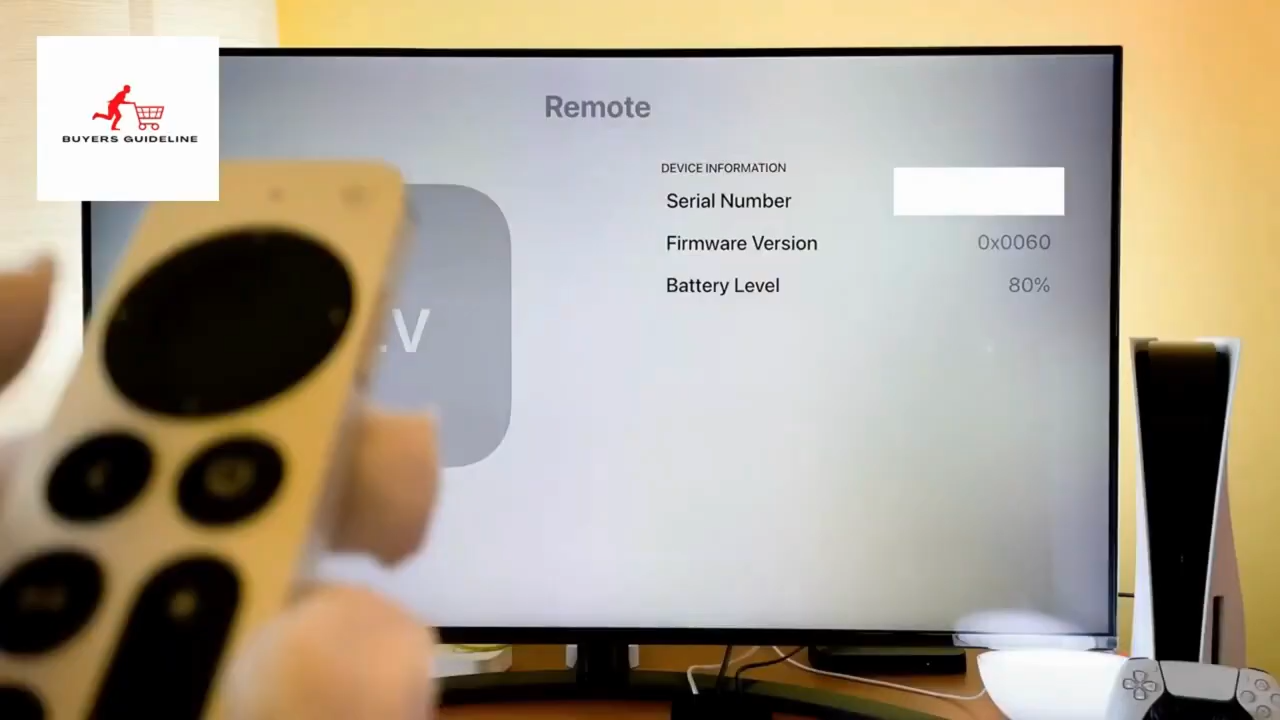 BUYERS GUIDELINE
Remote
DEVICE INFORMATION
Serial Number
Firmware Version 0x0060
Battery Level 80%